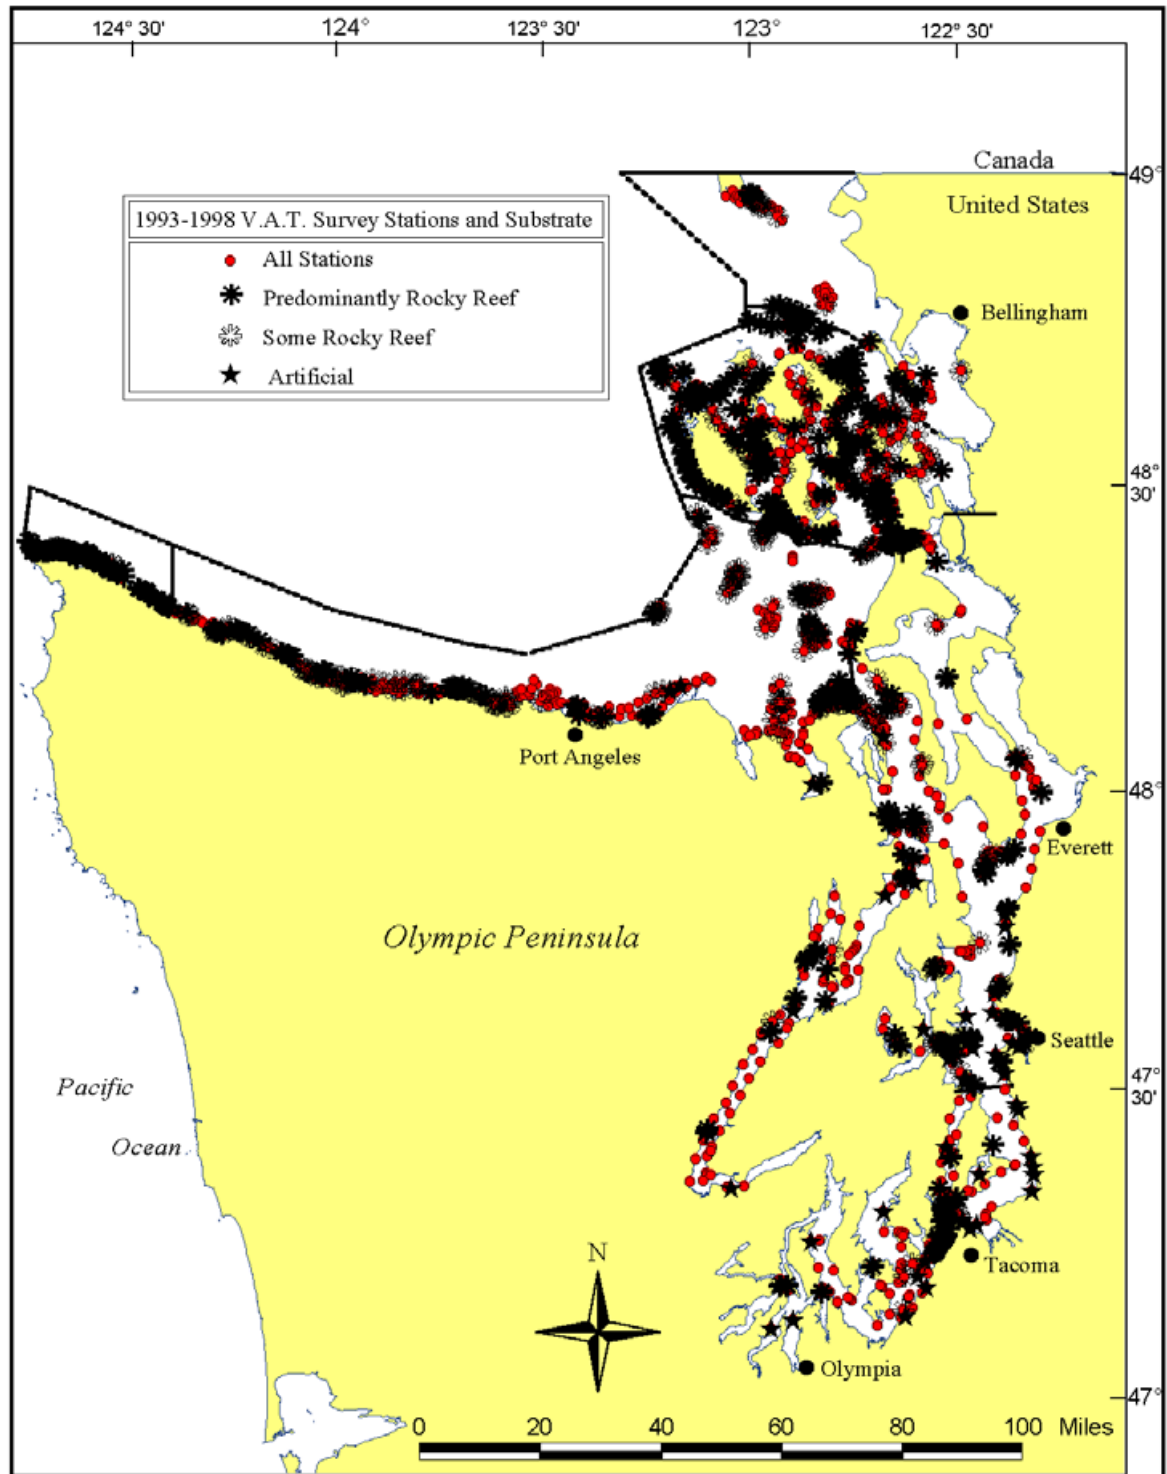 124° 30'
124°
123° 30'
123°
122° 30'
Canada
49°
United States
1993-1998 V.A.T. Survey Stations and Substrate
All Stations
Predominantly Rocky Reef
Some Rocky Reef
Artificial
Bellingham
48°
30'
Port Angeles
48°
Everett
Olympic Peninsula
Seattle
Pacific
Ocean
47°
30'
N
Tacoma
Olympia
47°
0 20 40 60 80 100 Miles